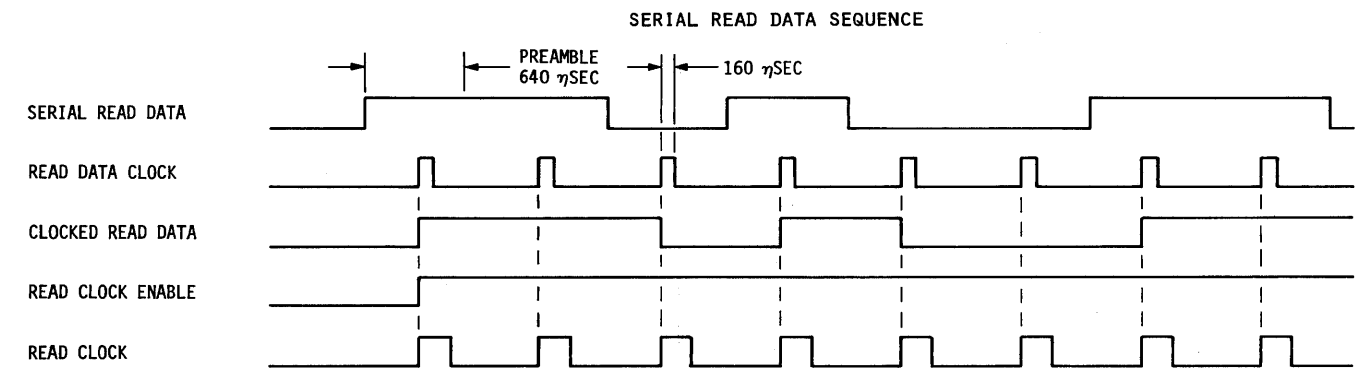 SERIAL READ DATA SEQUENCE
PREAMBLE
640 ηSEC
160 ηSEC
SERIAL READ DATA
READ DATA CLOCK
CLOCKED READ DATA
READ CLOCK ENABLE
READ CLOCK